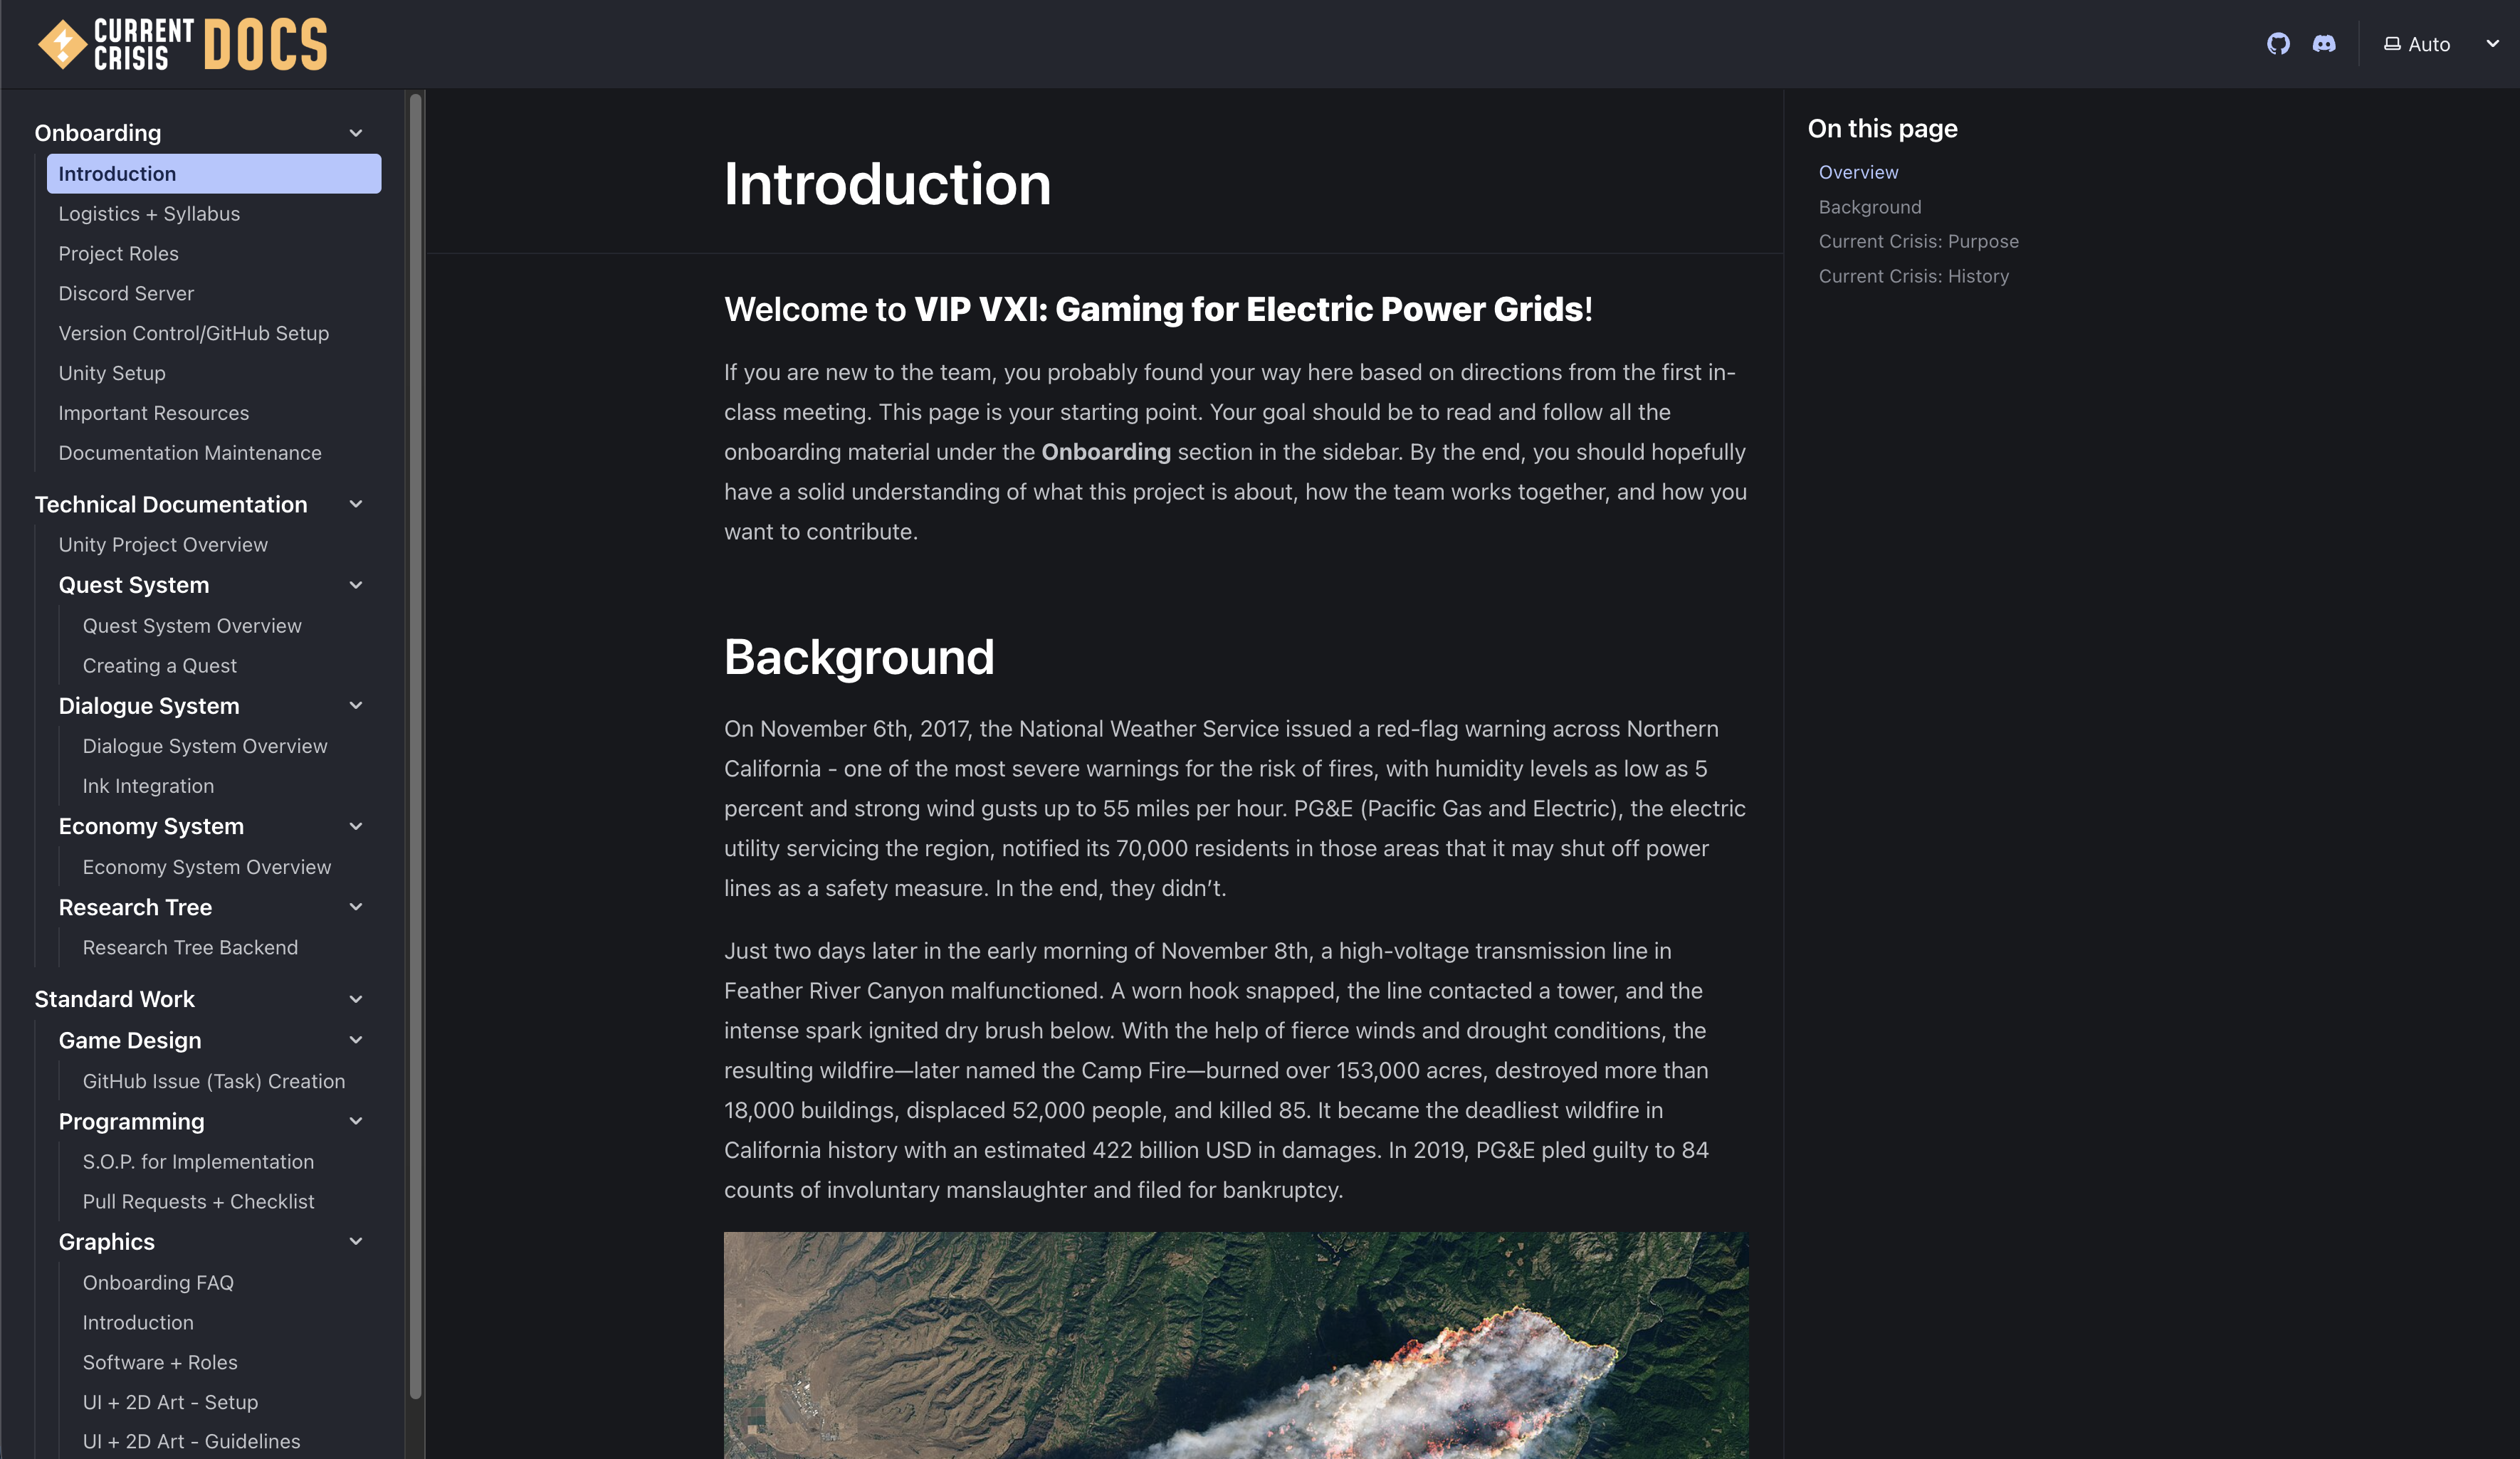 CURRENT
CRISIS
DOCS
Auto
Onboarding
Introduction
Logistics + Syllabus
Project Roles
Discord Server
Version Control/GitHub Setup
Unity Setup
Important Resources
Documentation Maintenance
Technical Documentation
Unity Project Overview
Quest System
Quest System Overview
Creating a Quest
Dialogue System
Dialogue System Overview
Ink Integration
Economy System
Economy System Overview
Research Tree
Research Tree Backend
Standard Work
Game Design
GitHub Issue (Task) Creation
Programming
S.O.P. for Implementation
Pull Requests + Checklist
Graphics
Onboarding FAQ
Introduction
Software + Roles
UI + 2D Art - Setup
UI + 2D Art - Guidelines
Introduction
Welcome to VIP VXI: Gaming for Electric Power Grids!
If you are new to the team, you probably found your way here based on directions from the first in-
class meeting. This page is your starting point. Your goal should be to read and follow all the
onboarding material under the Onboarding section in the sidebar. By the end, you should hopefully
have a solid understanding of what this project is about, how the team works together, and how you
want to contribute.
Background
On November 6th, 2017, the National Weather Service issued a red-flag warning across Northern
California - one of the most severe warnings for the risk of fires, with humidity levels as low as 5
percent and strong wind gusts up to 55 miles per hour. PG&E (Pacific Gas and Electric), the electric
utility servicing the region, notified its 70,000 residents in those areas that it may shut off power
lines as a safety measure. In the end, they didn’t.
Just two days later in the early morning of November 8th, a high-voltage transmission line in
Feather River Canyon malfunctioned. A worn hook snapped, the line contacted a tower, and the
intense spark ignited dry brush below. With the help of fierce winds and drought conditions, the
resulting wildfire—later named the Camp Fire—burned over 153,000 acres, destroyed more than
18,000 buildings, displaced 52,000 people, and killed 85. It became the deadliest wildfire in
California history with an estimated 422 billion USD in damages. In 2019, PG&E pled guilty to 84
counts of involuntary manslaughter and filed for bankruptcy.
On this page
Overview
Background
Current Crisis: Purpose
Current Crisis: History